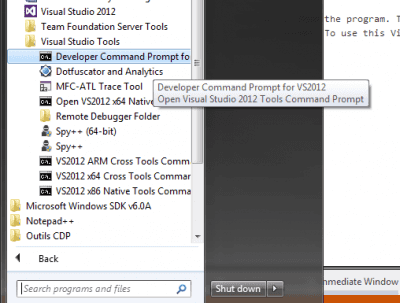 Visual Studio 2012
Team Foundation Server Tools
Visual Studio Tools
Developer Command Prompt fo
Dotfuscator and Analytics
MFC-ATL Trace Tool
Open VS2012 x64 Native
Remote Debugger Folder
Spy++ (64-bit)
Spy++
VS2012 ARM Cross Tools Comm
VS2012 x64 Cross Tools Comma
VS2012 x86 Native Tools Comma
Microsoft Windows SDK v6.0A
Notepad++
Outils CDP
Back
Search programs and files
Developer Command Prompt for VS2012
Open Visual Studio 2012 Tools Command Prompt
Shut down
the program. T
To use this Vi
mmediate Window